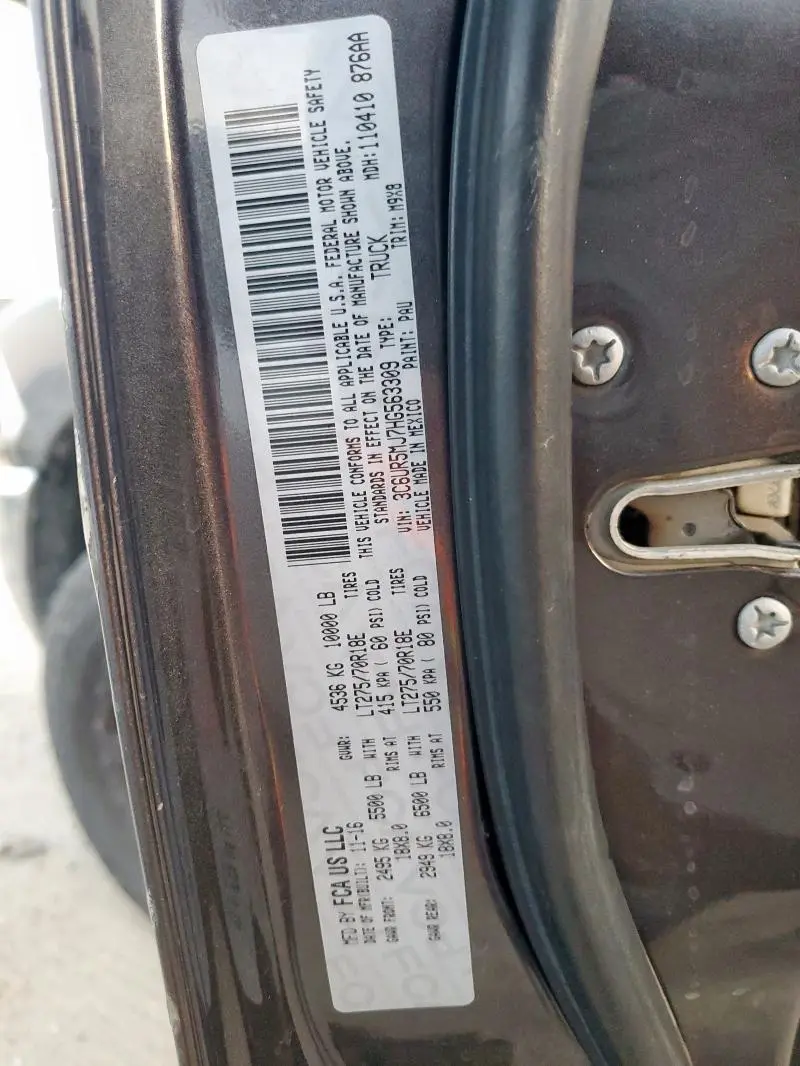 MFD BY FCA US LLC
DATE OF MFR(BUILT): 11-16 GVWR: 4536 KG 10000 LB
GAWR FRONT: 2495 KG 5500 LB WITH LT275/70R18E TIRES
18X8.0 RIMS AT 415 KPA ( 60 PSI) COLD
GAWR REAR: 2949 KG 6500 LB WITH LT275/70R18E TIRES
18X8.0 RIMS AT 550 KPA ( 80 PSI) COLD
THIS VEHICLE CONFORMS TO ALL APPLICABLE U.S.A. FEDERAL MOTOR VEHICLE SAFETY
STANDARDS IN EFFECT ON THE DATE OF MANUFACTURE SHOWN ABOVE.
VIN: 3C6UR5MJ7HG563309 TYPE: TRUCK MDH:110410 876AA
VEHICLE MADE IN MEXICO PAINT: PAU TRIM: M9X8